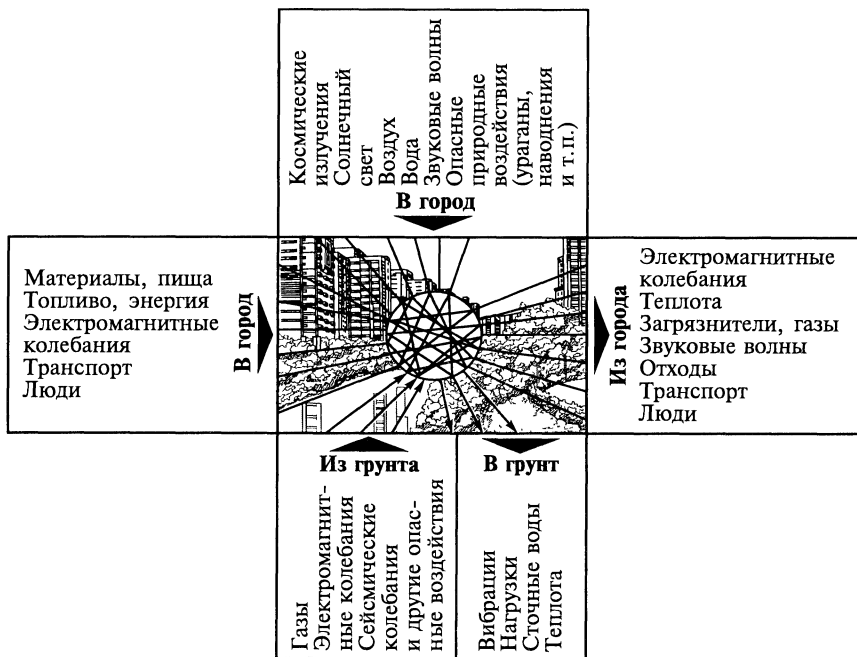 Космические
излучения
Солнечный
свет
Воздух
Вода
Звуковые волны
Опасные
природные
воздействия
(ураганы,
наводнения
и т. п.)
В город
Материалы, пища
Топливо, энергия
Электромагнитные
колебания
Транспорт
Люди
В город
Из города
Электромагнитные
колебания
Теплота
Загрязнители, газы
Звуковые волны
Отходы
Транспорт
Люди
Из грунта
Газы
Электромагнит-
ные колебания
Сейсмические
колебания
и другие опас-
ные воздействия
В грунт
Вибрации
Нагрузки
Сточные воды
Теплота